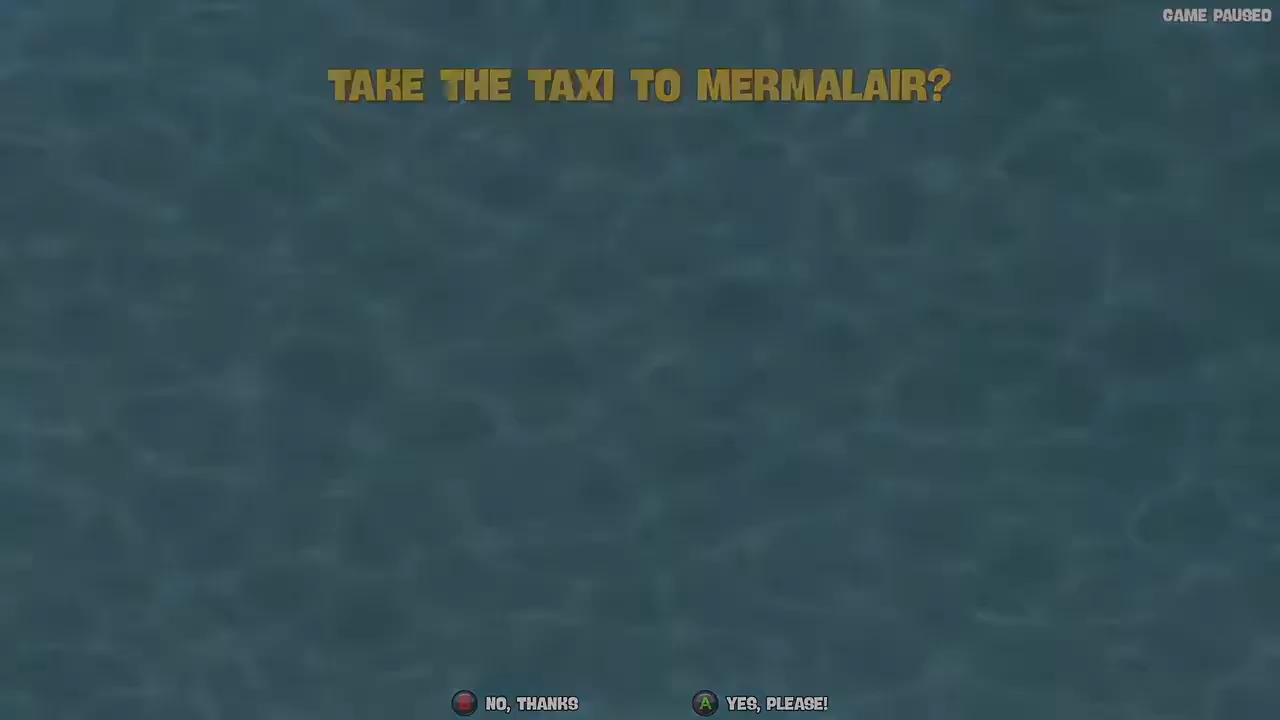 GAME PAUSED
TAKE THE TAXI TO MERMALAIR?
NO, THANKS
A YES, PLEASE!